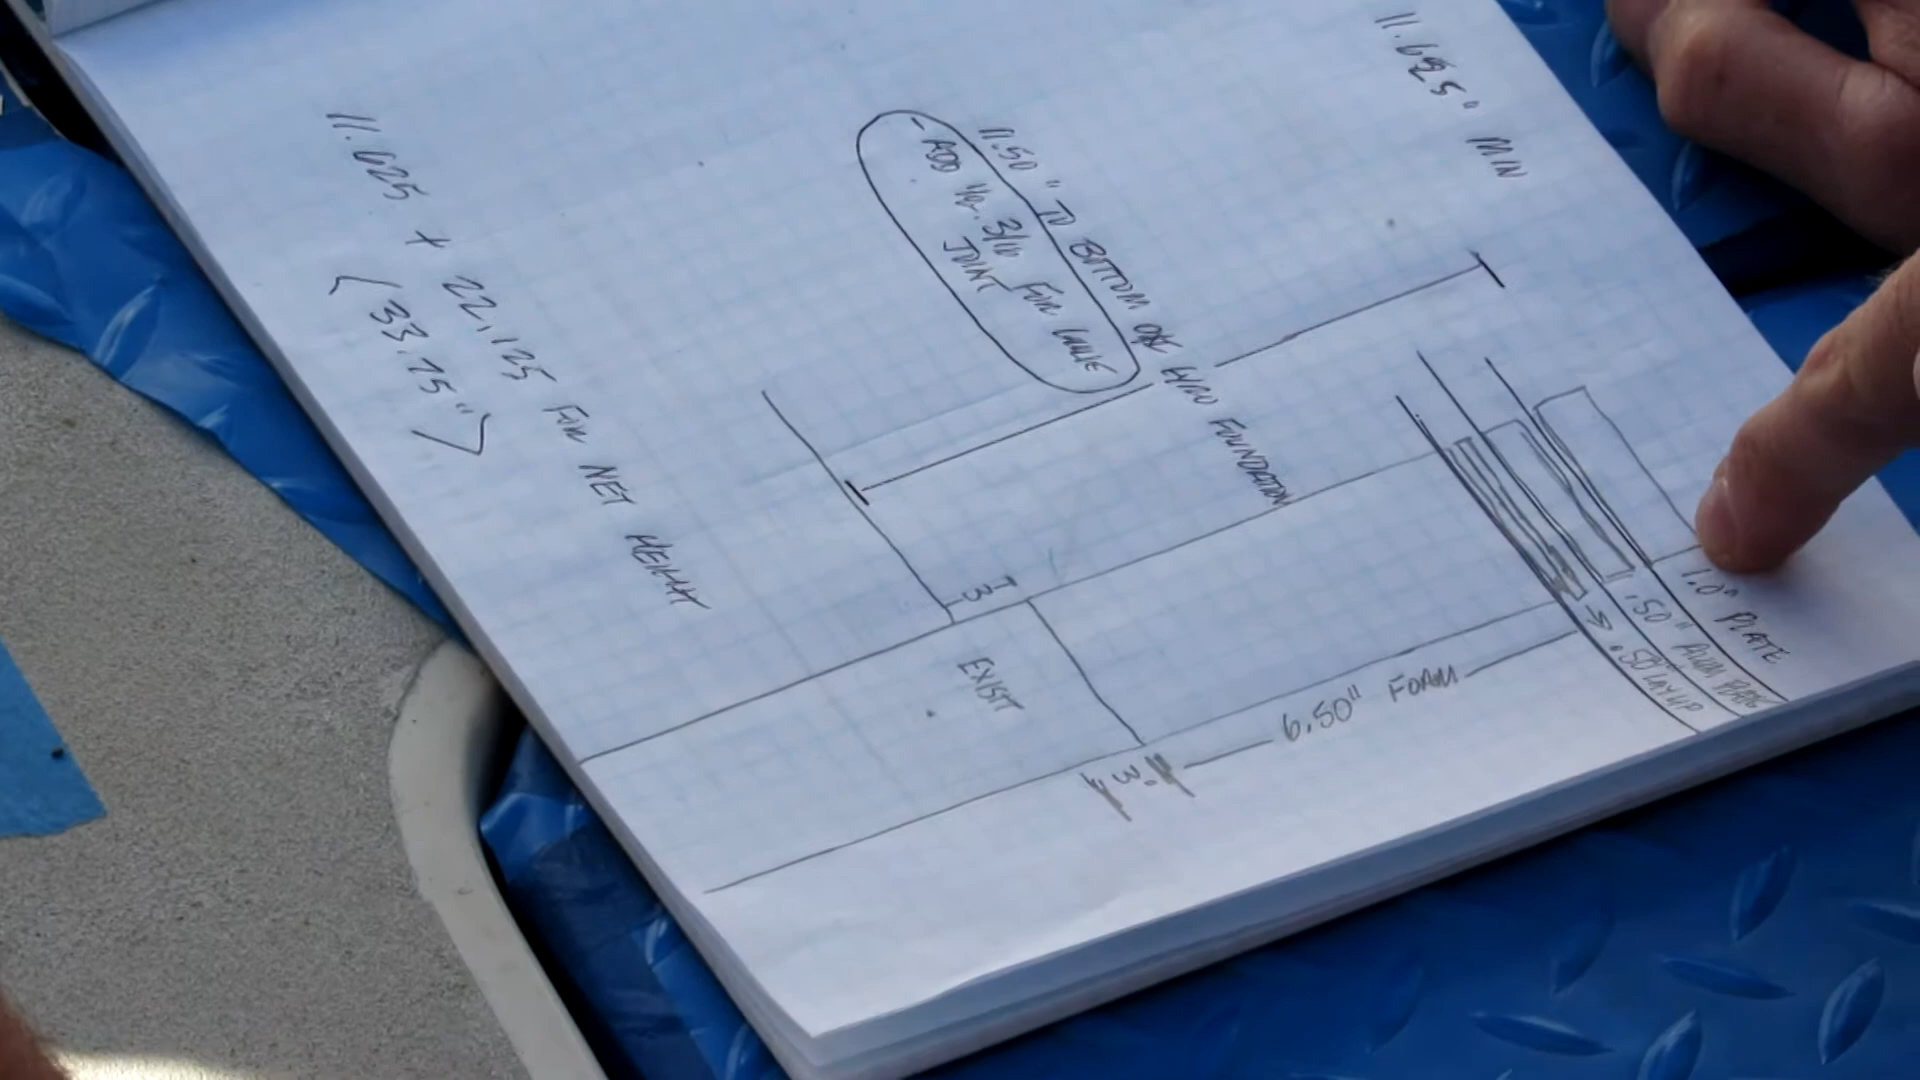 11.625" MIN
11.50" TO BOTTOM OF GYRO FOUNDATION
- ADD 1/8 - 3/16 FOR GLUE
JOINT
11.625 + 22.125 FOR NET HEIGHT
(33.75")
1.0" PLATE
.50" ALUM PLATE
.50" LAYUP
6.50" FOAM
3
3"
EXIST